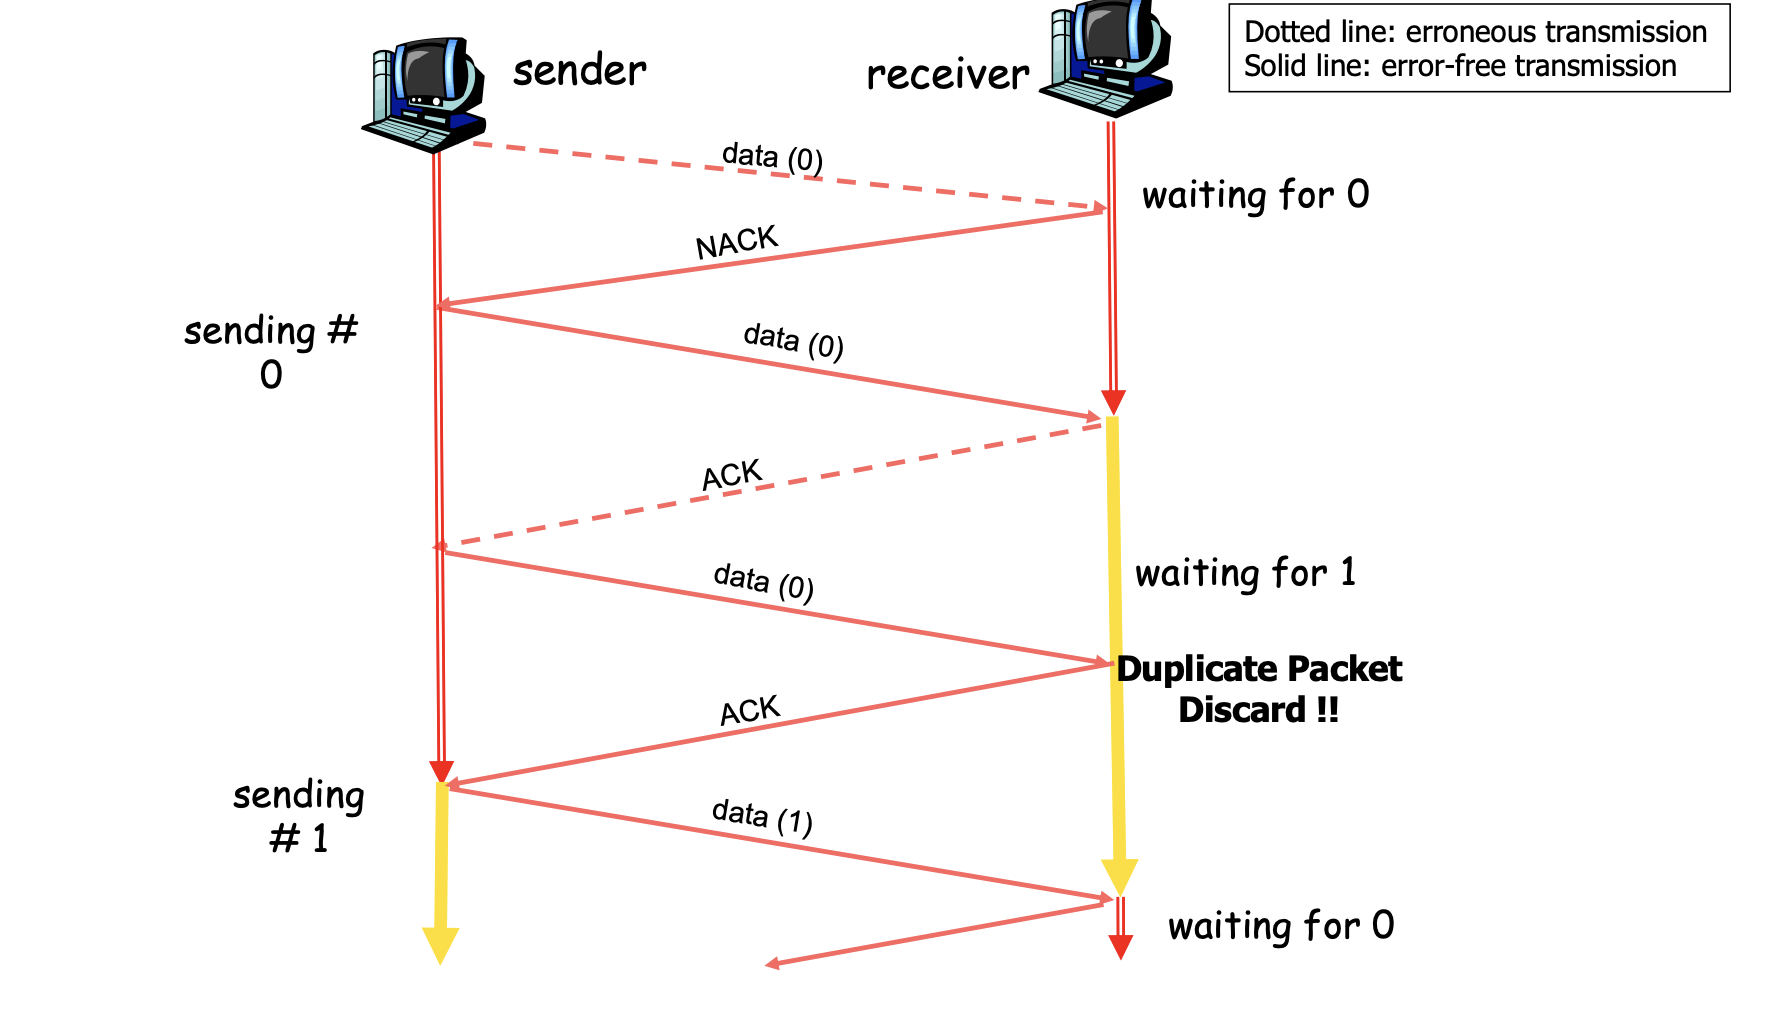 Dotted line: erroneous transmission
Solid line: error-free transmission
sender
receiver
data (0)
waiting for 0
NACK
sending #
0
data (0)
ACK
waiting for 1
data (0)
Duplicate Packet
Discard !!
ACK
sending
# 1
data (1)
waiting for 0